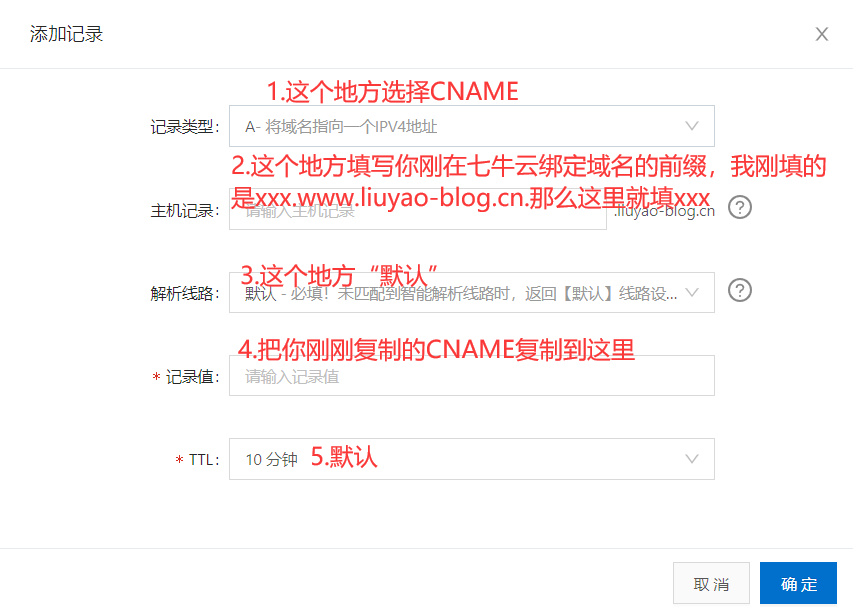 添加记录
1.这个地方选择CNAME
记录类型:
A- 将域名指向一个IPV4地址
2.这个地方填写你刚在七牛云绑定域名的前缀，我刚填的
是xxx.www.liuyao-blog.cn.那么这里就填xxx
主机记录:
请输入主机记录
.liuyao-blog.cn
?
3.这个地方“默认”
解析线路:
默认 - 必填！未匹配到智能解析线路时，返回【默认】线路设...
?
4.把你刚刚复制的CNAME复制到这里
* 记录值:
请输入记录值
* TTL:
10 分钟
5.默认
取 消
确 定